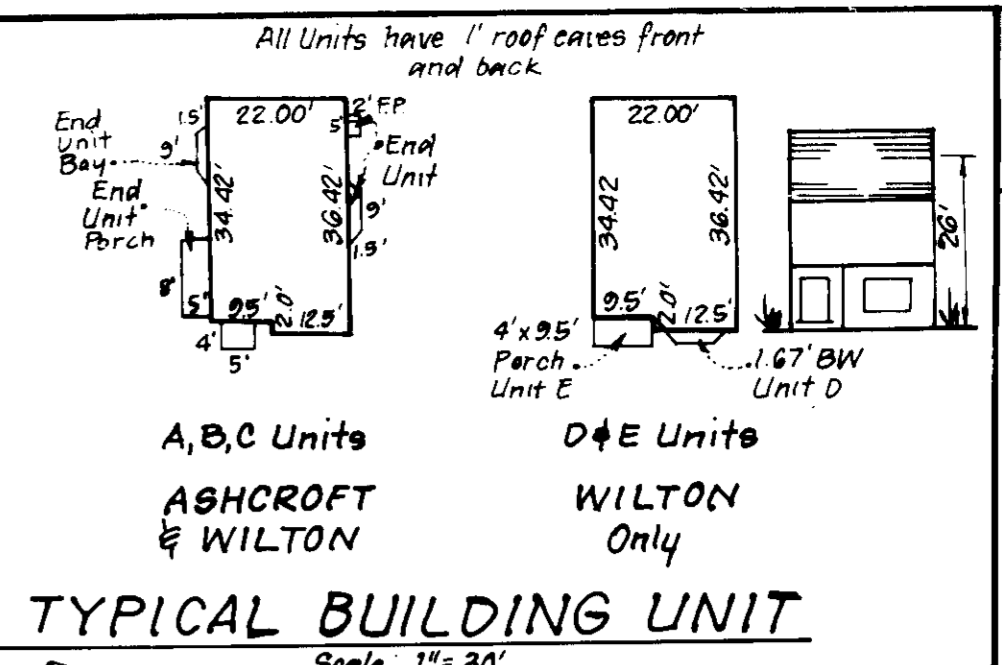 All Units have 1' roof eaves front
and back
End
Unit
Bay
1.5'
9'
22.00'
2' F.P.
5'
End
Unit
End
Unit
Porch
34.42'
36.42'
9'
1.5'
8'
5'
9.5'
2.0'
12.5'
4'
5'
A,B,C Units
ASHCROFT
& WILTON
22.00'
34.42
36.42'
9.5'
2.0'
12.5'
4'x9.5'
Porch
Unit E
1.67' BW
Unit D
26'
D & E Units
WILTON
Only
TYPICAL BUILDING UNIT
Scale: 1"= 30'